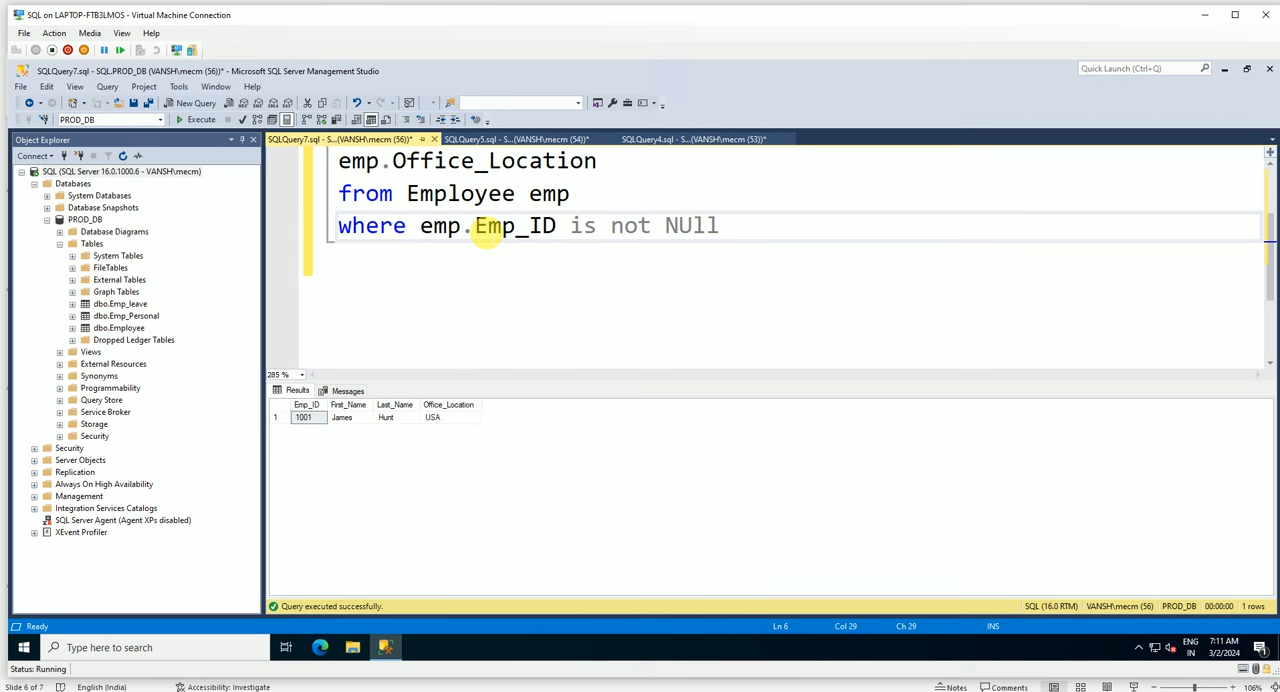 SQL on LAPTOP-FTB3LMOS - Virtual Machine Connection
File Action Media View Help
SQLQuery7.sql - SQL.PROD_DB (VANSH\mecm (56))* - Microsoft SQL Server Management Studio
Quick Launch (Ctrl+Q)
File Edit View Query Project Tools Window Help
New Query
PROD_DB
Execute
Object Explorer
SQLQuery7.sql - S...(VANSH\mecm (56))*
SQLQuery5.sql - S...(VANSH\mecm (54))*
SQLQuery4.sql - S...(VANSH\mecm (53))*
Connect
SQL (SQL Server 16.0.1000.6 - VANSH\mecm)
Databases
System Databases
Database Snapshots
PROD_DB
Database Diagrams
Tables
System Tables
FileTables
External Tables
Graph Tables
dbo.Emp_leave
dbo.Emp_Personal
dbo.Employee
Dropped Ledger Tables
Views
External Resources
Synonyms
Programmability
Query Store
Service Broker
Storage
Security
Security
Server Objects
Replication
Always On High Availability
Management
Integration Services Catalogs
SQL Server Agent (Agent XPs disabled)
XEvent Profiler
emp.Office_Location
from Employee emp
where emp.Emp_ID is not NUll
285 %
Results Messages
Emp_ID First_Name Last_Name Office_Location
1 1001 James Hunt USA
Query executed successfully.
SQL (16.0 RTM) VANSH\mecm (56) PROD_DB 00:00:00 1 rows
Ready
Ln 6 Col 29 Ch 29 INS
Type here to search
ENG
IN
7:11 AM
3/2/2024
1
Status: Running
Slide 6 of 7 English (India) Accessibility: Investigate
Notes Comments 106%